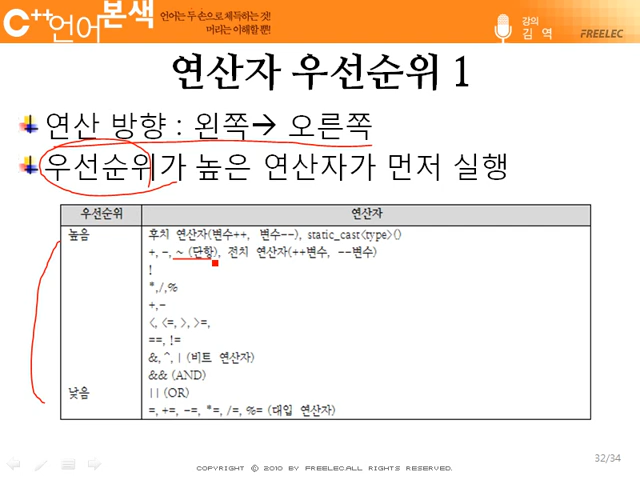 C++언어본색
언어는 두 손으로 체득하는 것!
머리는 이해할 뿐!
강의
김 역
FREELEC
연산자 우선순위 1
연산 방향 : 왼쪽→ 오른쪽
우선순위가 높은 연산자가 먼저 실행
우선순위 연산자
높음 후치 연산자(변수++, 변수--), static_cast<type>()
+, -, ~ (단항), 전치 연산자(++변수, --변수)
!
*,/,%
+,-
<, <=, >, >=,
==, !=
&, ^, | (비트 연산자)
&& (AND)
낮음 || (OR)
=, +=, -=, *=, /=, %= (대입 연산자)
32/34
COPYRIGHT © 2010 BY FREELEC.ALL RIGHTS RESERVED.